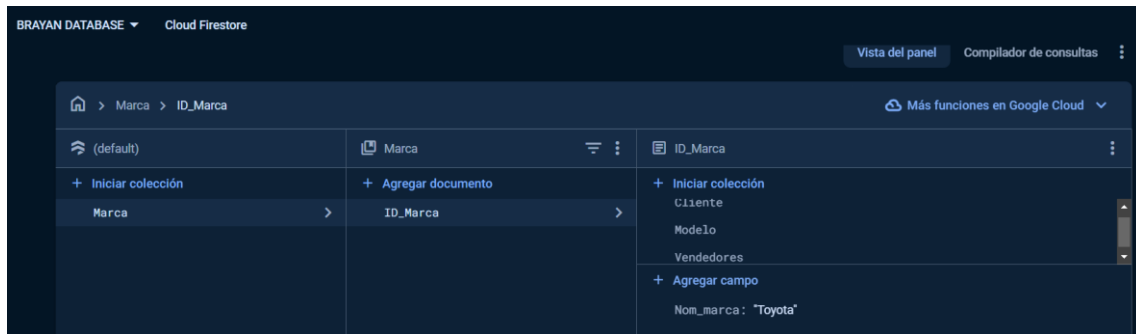 BRAYAN DATABASE Cloud Firestore
Vista del panel Compilador de consultas
Marca > ID_Marca Más funciones en Google Cloud
(default) Marca ID_Marca
+ Iniciar colección + Agregar documento + Iniciar colección
Marca ID_Marca Cliente
Modelo
Vendedores
+ Agregar campo
Nom_marca: "Toyota"